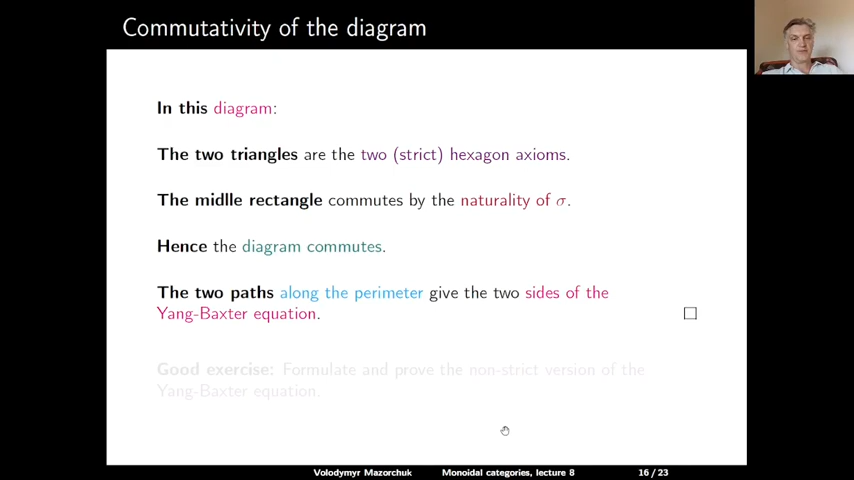 Commutativity of the diagram
In this diagram:
The two triangles are the two (strict) hexagon axioms.
The midlle rectangle commutes by the naturality of σ.
Hence the diagram commutes.
The two paths along the perimeter give the two sides of the
Yang-Baxter equation.
Good exercise: Formulate and prove the non-strict version of the
Yang-Baxter equation.
Volodymyr Mazorchuk Monoidal categories, lecture 8 16/23